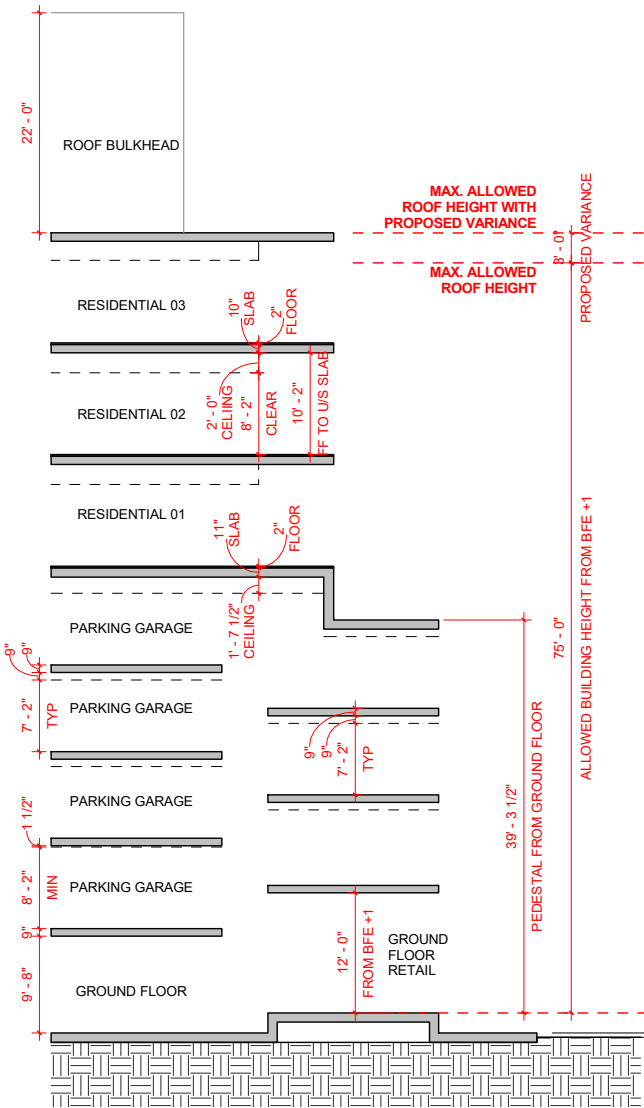 22' - 0"
ROOF BULKHEAD
MAX. ALLOWED
ROOF HEIGHT WITH
PROPOSED VARIANCE
3' - 0"
PROPOSED VARIANCE
MAX. ALLOWED
ROOF HEIGHT
RESIDENTIAL 03
10"
SLAB
2"
FLOOR
2' - 0"
CELIING
8' - 2"
CLEAR
10' - 2"
FF TO U/S SLAB
RESIDENTIAL 02
RESIDENTIAL 01
11"
SLAB
2"
FLOOR
1' - 7 1/2"
CEILING
PARKING GARAGE
9"
9"
7' - 2"
TYP
PARKING GARAGE
9"
9"
7' - 2"
TYP
PARKING GARAGE
1 1/2"
8' - 2"
MIN
PARKING GARAGE
9"
9' - 8"
GROUND FLOOR
12' - 0"
FROM BFE +1
GROUND
FLOOR
RETAIL
39' - 3 1/2"
PEDESTAL FROM GROUND FLOOR
75' - 0"
ALLOWED BUILDING HEIGHT FROM BFE +1